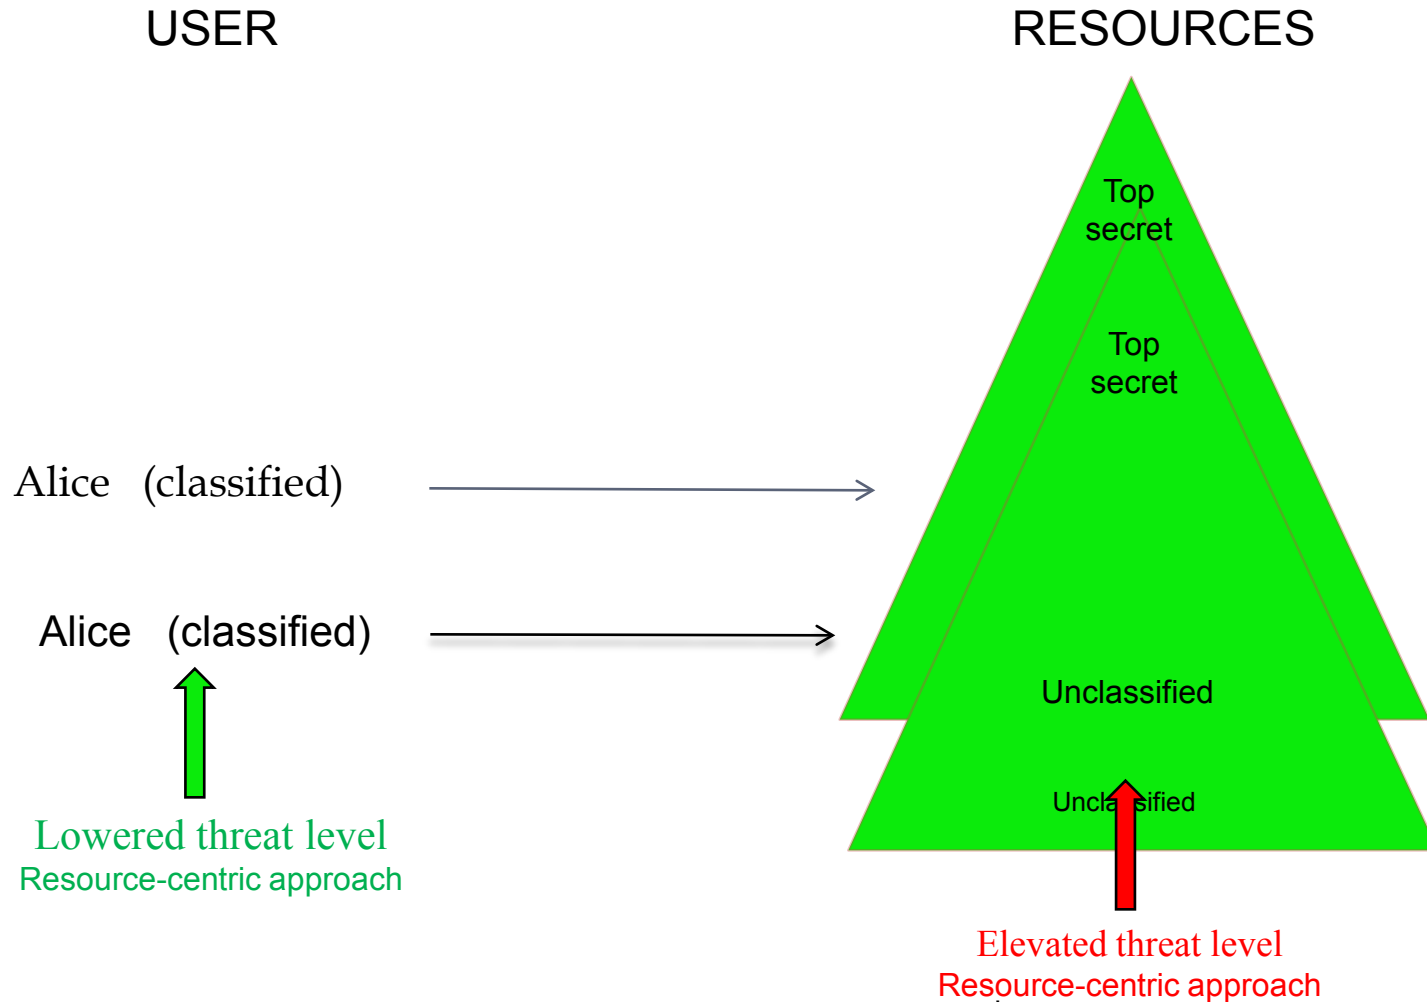 USER
RESOURCES
Top
secret
Top
secret
Alice (classified)
Alice (classified)
Unclassified
Unclassified
Lowered threat level
Resource-centric approach
Elevated threat level
Resource-centric approach